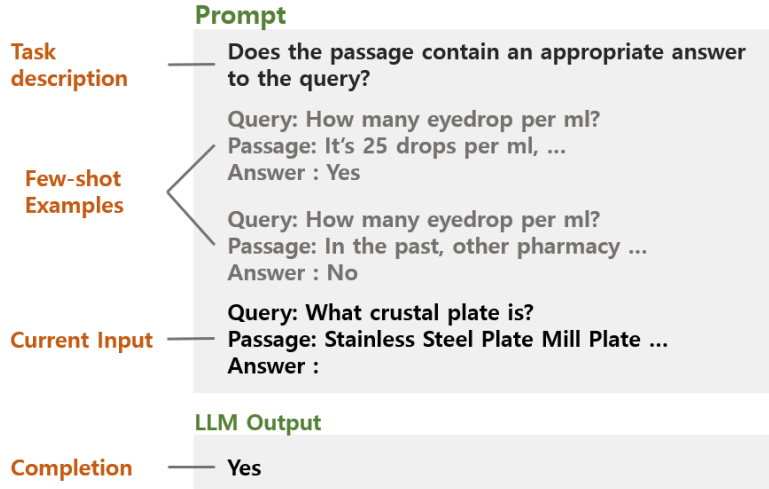 Prompt
Task
description
Does the passage contain an appropriate answer
to the query?
Few-shot
Examples
Query: How many eyedrop per ml?
Passage: It's 25 drops per ml, ...
Answer : Yes
Query: How many eyedrop per ml?
Passage: In the past, other pharmacy ...
Answer : No
Current Input
Query: What crustal plate is?
Passage: Stainless Steel Plate Mill Plate ...
Answer :
LLM Output
Completion
Yes